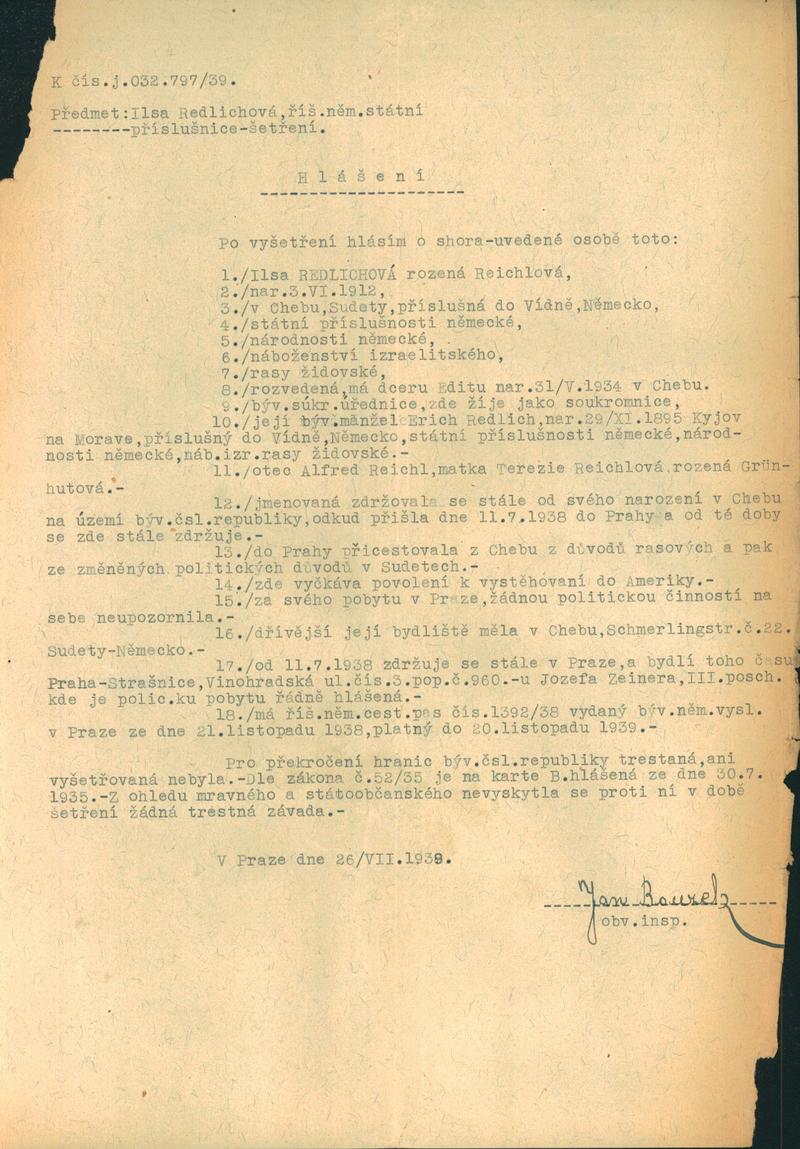 K čís.j.032.797/39.
Předmet:Ilsa Redlichová,říš.něm.státní
--------příslušnice-šetření.
H l á š e n í
Po vyšetření hlásím o shora-uvedené osobě toto:
1./Ilsa REDLICHOVÁ rozená Reichlová,
2./nar.3.VI.1912,
3./v Chebu,Sudety,příslušná do Vídně,Německo,
4./státní příslušnosti německé,
5./národnosti německé,
6./náboženství izraelitského,
7./rasy židovské,
8./rozvedená,má dceru Editu nar.31/V.1934 v Chebu.
9./býv.súkr.úřednice,zde žije jako soukromnice,
10./její býv.manžel Erich Redlich,nar.29/XI.1895 Kyjov
na Morave,příslušný do Vídně,Německo,státní příslušnosti německé,národ-
nosti německé,náb.izr.rasy židovské.-
11./otec Alfred Reichl,matka Terezie Reichlová,rozená Grün-
hutová.-
12./jmenovaná zdržovala se stále od svého narození v Chebu
na území býv.čsl.republiky,odkud přišla dne 11.7.1938 do Prahy a od té doby
se zde stále zdržuje.-
13./do Prahy přicestovala z Chebu z důvodů rasových a pak
ze změněných politických důvodů v Sudetech.-
14./zde vyčkáva povolení k vystěhovaní do Ameriky.-
15./za svého pobytu v Praze,žádnou politickou činností na
sebe neupozornila.-
16./dřívější její bydliště měla v Chebu,Schmerlingstr.č.22.
Sudety-Německo.-
17./od 11.7.1938 zdržuje se stále v Praze,a bydlí toho času
Praha-Strašnice,Vinohradská ul.čís.3.pop.č.960.-u Jozefa Zeinera,III.posch.
kde je polic.ku pobytu řádně hlášená.-
18./má říš.něm.cest.pas čís.1392/38 vydaný býv.něm.vysl.
v Praze ze dne 21.listopadu 1938,platný do 20.listopadu 1939.-
Pro překročení hranic býv.čsl.republiky trestaná,ani
vyšetřovaná nebyla.-Dle zákona č.52/35 je na karte B.hlášená ze dne 30.7.
1935.-Z ohledu mravného a státoobčanského nevyskytla se proti ní v době
šetření žádná trestná závada.-
V Praze dne 26/VII.1939.
Jan
obv.insp.